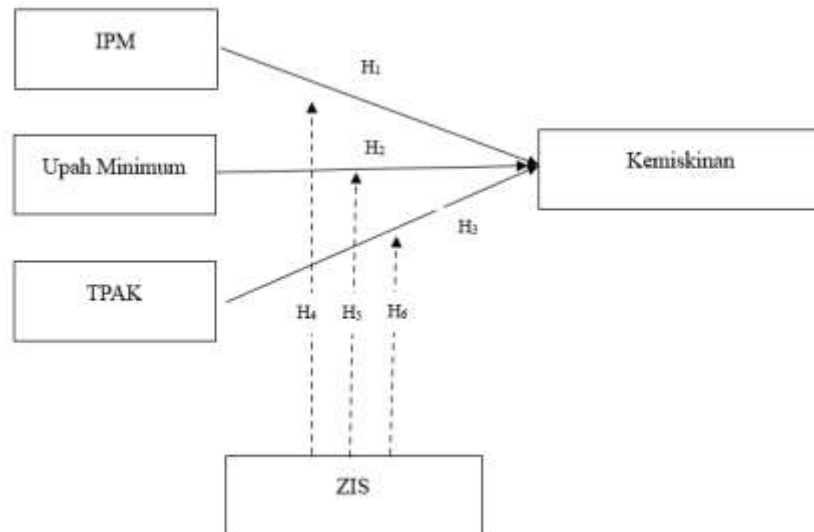 IPM
H₁
Upah Minimum
H₂
Kemiskinan
H₃
TPAK
H₄
H₅
H₆
ZIS